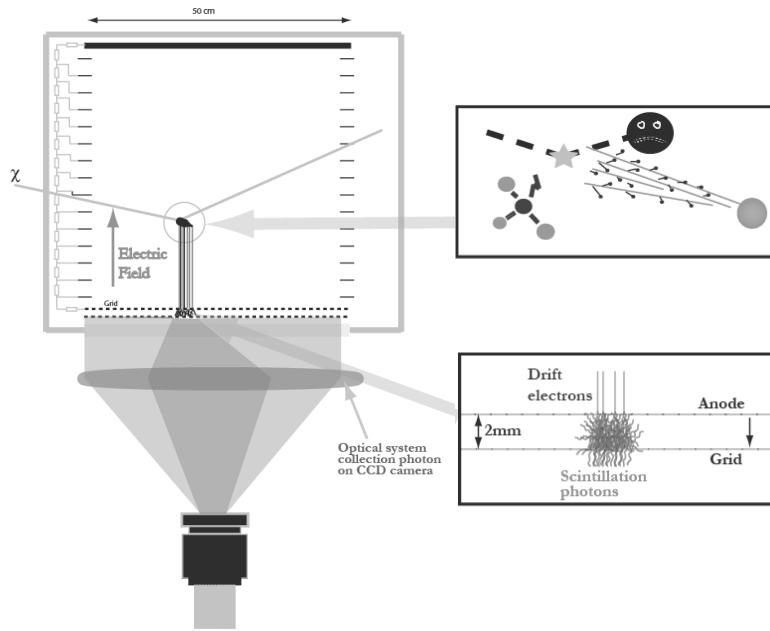 50 cm
χ
Electric
Field
Grid
Optical system
collection photon
on CCD camera
Drift
electrons
Anode
2mm
Grid
Scintillation
photons